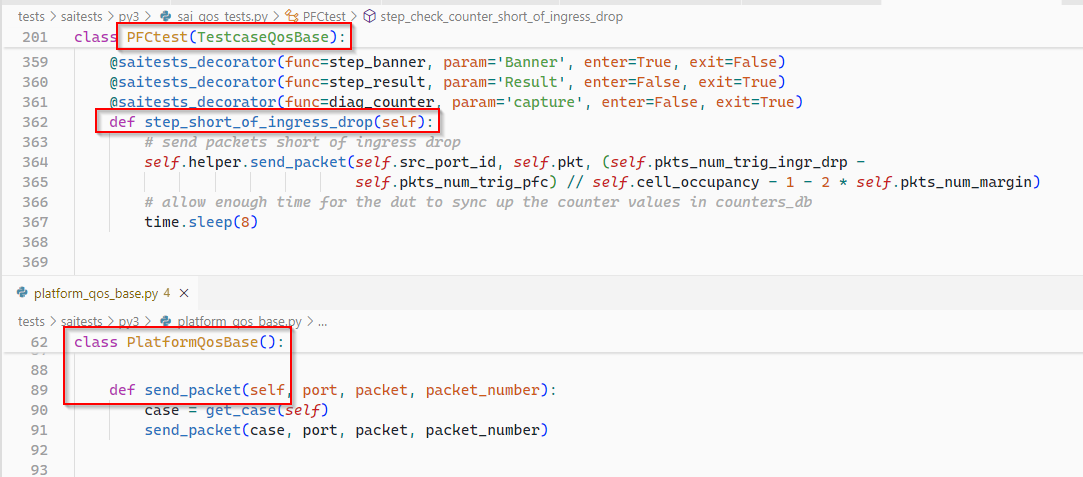 tests > saitests > py3 > sai_qos_tests.py > PFCtest > step_check_counter_short_of_ingress_drop
201 class PFCtest(TestcaseQosBase):
359 @saitests_decorator(func=step_banner, param='Banner', enter=True, exit=False)
360 @saitests_decorator(func=step_result, param='Result', enter=False, exit=True)
361 @saitests_decorator(func=diag_counter, param='capture', enter=False, exit=True)
362 def step_short_of_ingress_drop(self):
363 # send packets short of ingress drop
364 self.helper.send_packet(self.src_port_id, self.pkt, (self.pkts_num_trig_ingr_drp -
365 self.pkts_num_trig_pfc) // self.cell_occupancy - 1 - 2 * self.pkts_num_margin)
366 # allow enough time for the dut to sync up the counter values in counters_db
367 time.sleep(8)
368
369
platform_qos_base.py 4 ×
tests > saitests > py3 > platform_qos_base.py > ...
62 class PlatformQosBase():
88
89 def send_packet(self, port, packet, packet_number):
90 case = get_case(self)
91 send_packet(case, port, packet, packet_number)
92
93